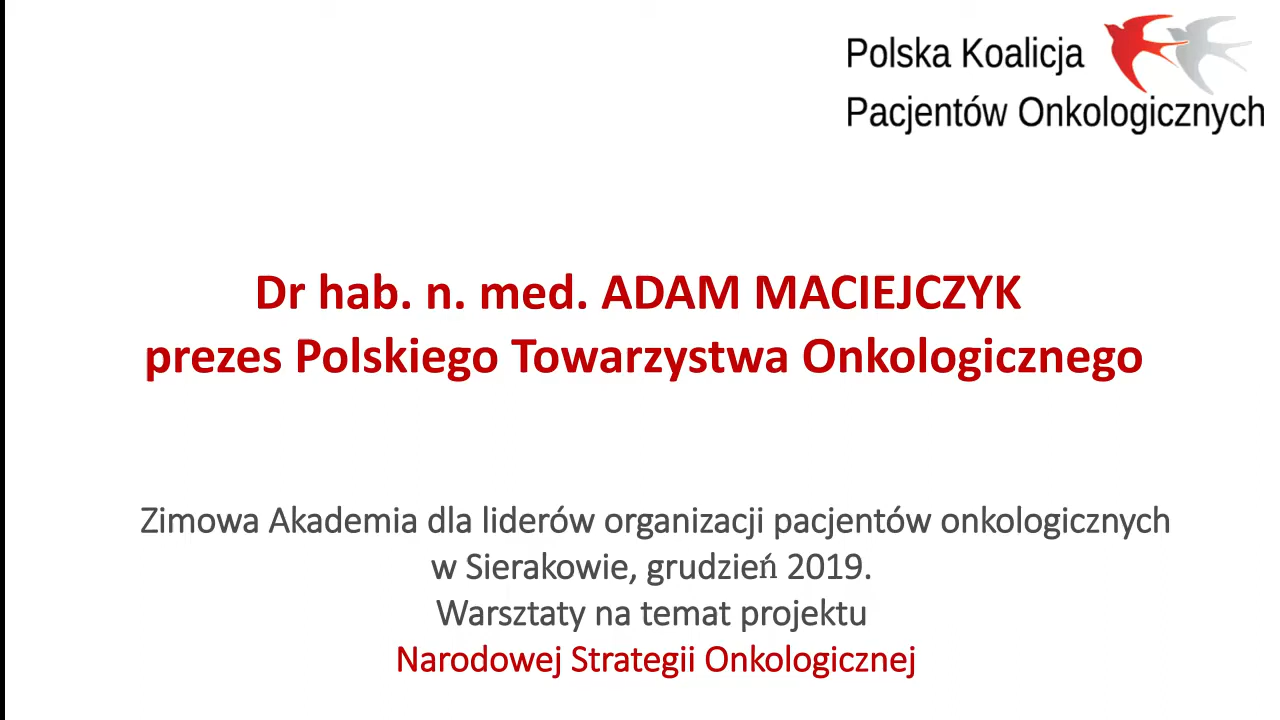 Polska Koalicja
Pacjentów Onkologicznych
Dr hab. n. med. ADAM MACIEJCZYK
prezes Polskiego Towarzystwa Onkologicznego
Zimowa Akademia dla liderów organizacji pacjentów onkologicznych
w Sierakowie, grudzień 2019.
Warsztaty na temat projektu
Narodowej Strategii Onkologicznej